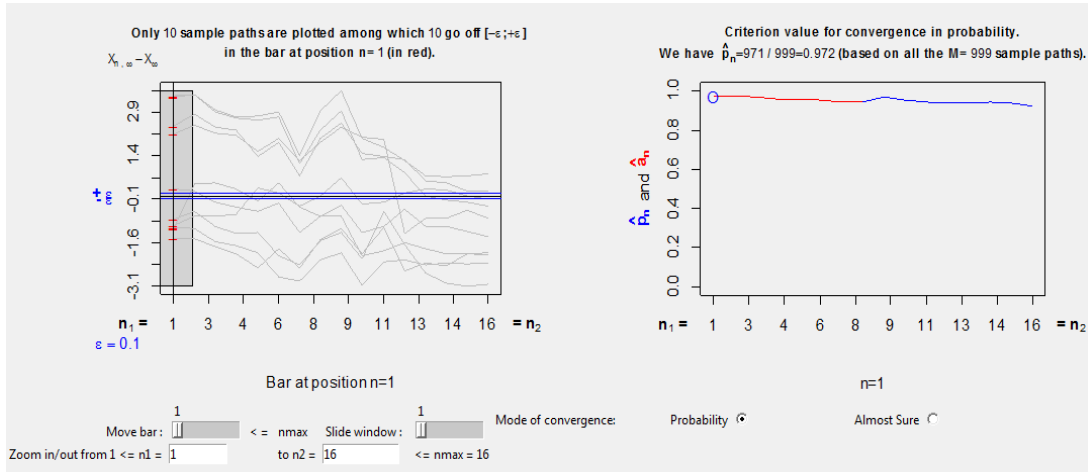 Only 10 sample paths are plotted among which 10 go off [−ε;+ε]
in the bar at position n= 1 (in red).
Xn,∞ − X∞
2.9
1.4
-0.1
-1.6
-3.1
n1 = 1 3 4 6 8 9 11 13 14 16 = n2
ε = 0.1
Bar at position n=1
Criterion value for convergence in probability.
We have p̂n=971 / 999=0.972 (based on all the M= 999 sample paths).
p̂n and ân
1.0
0.8
0.6
0.4
0.2
0.0
n1 = 1 3 4 6 8 9 11 13 14 16 = n2
n=1
1
Move bar :
< = nmax
1
Slide window :
Mode of convergence:
Probability
Almost Sure
Zoom in/out from 1 <= n1 = 1 to n2 = 16 <= nmax = 16